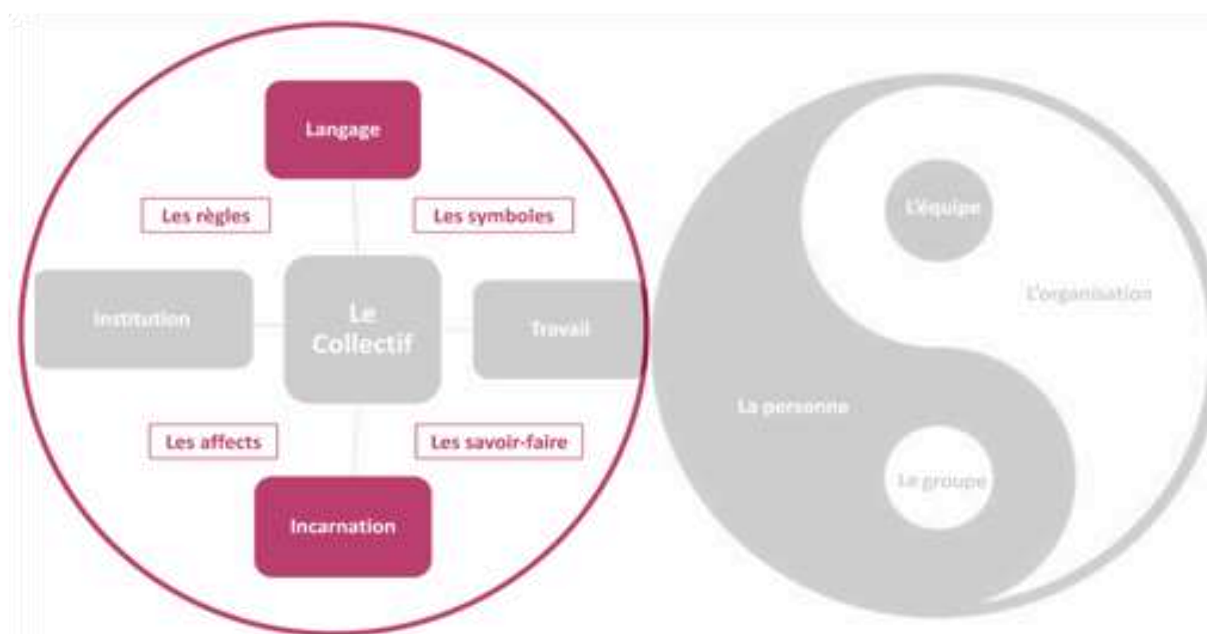 Langage
Les règles
Les symboles
Institution
Le
Collectif
Travail
Les affects
Les savoir-faire
Incarnation
L'équipe
L'organisation
La personne
Le groupe